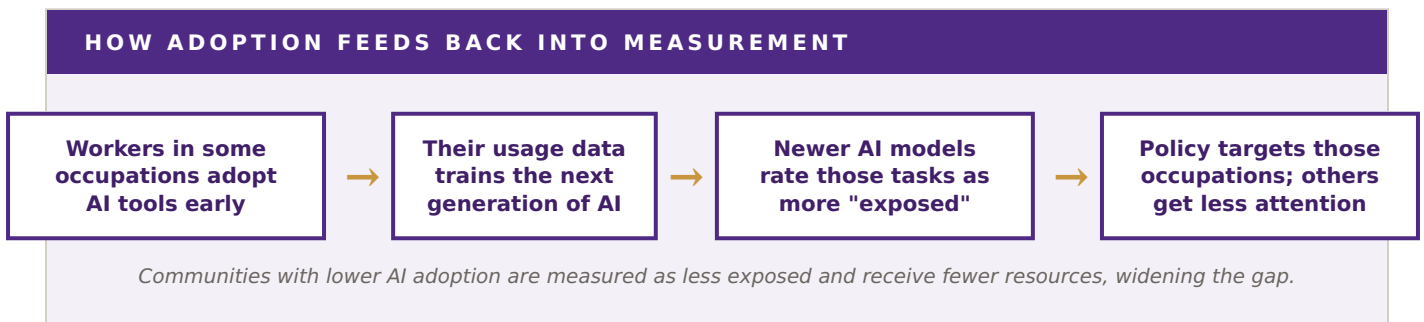 HOW ADOPTION FEEDS BACK INTO MEASUREMENT
Workers in some
occupations adopt
AI tools early
→
Their usage data
trains the next
generation of AI
→
Newer AI models
rate those tasks as
more "exposed"
→
Policy targets those
occupations; others
get less attention
Communities with lower AI adoption are measured as less exposed and receive fewer resources, widening the gap.